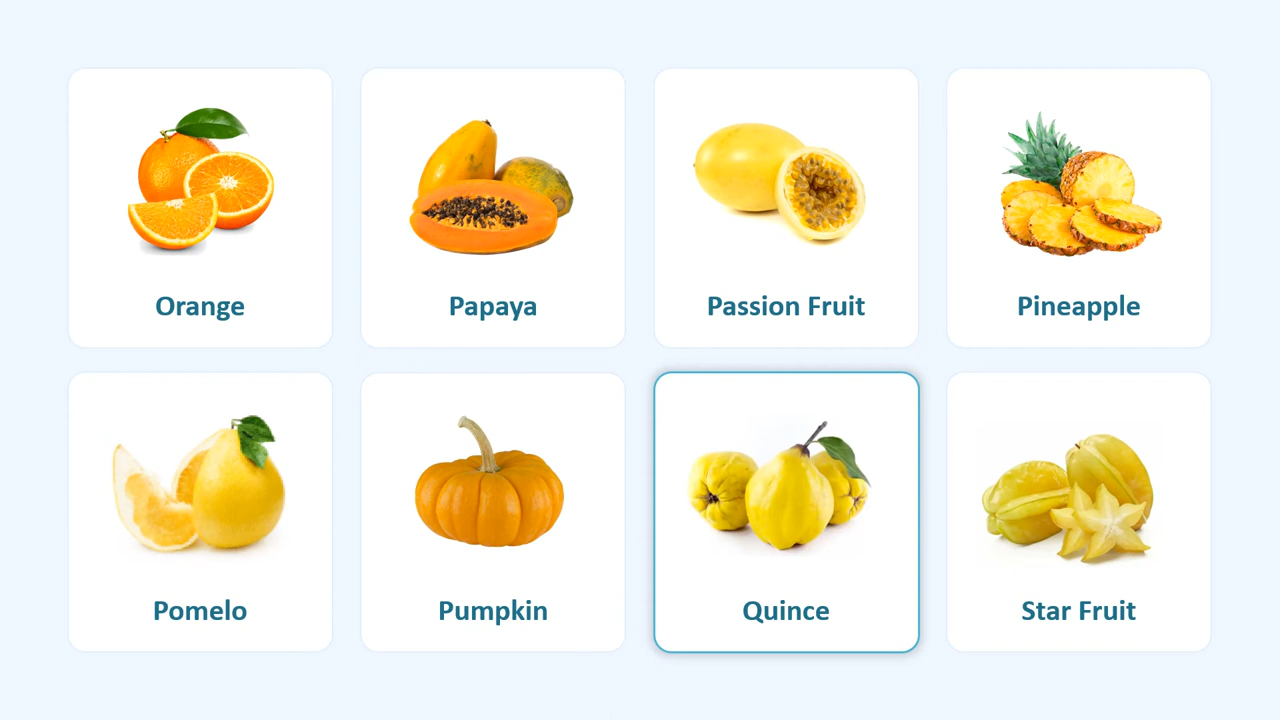 Orange
Papaya
Passion Fruit
Pineapple
Pomelo
Pumpkin
Quince
Star Fruit